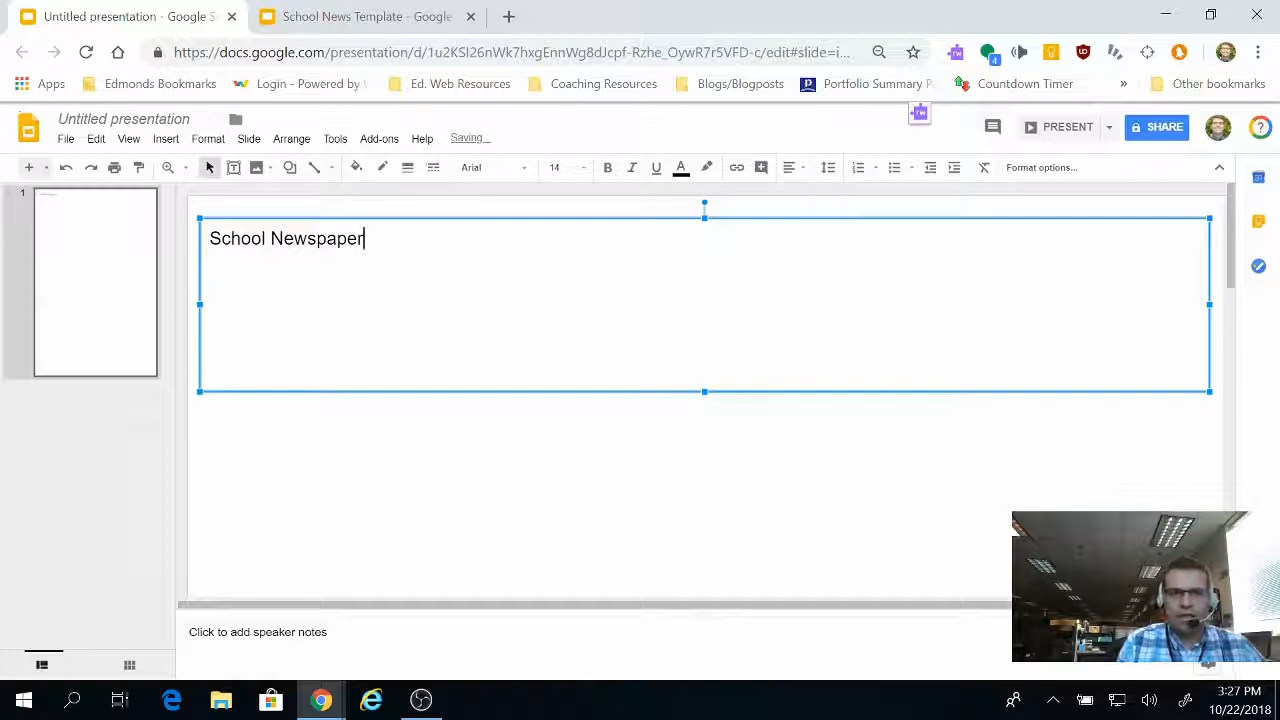 Untitled presentation - Google S
School News Template - Google
https://docs.google.com/presentation/d/1u2KSI26nWk7hxgEnnWg8dJcpf-Rzhe_OywR7r5VFD-c/edit#slide=i...
Apps
Edmonds Bookmarks
Login - Powered by
Ed. Web Resources
Coaching Resources
Blogs/Blogposts
Portfolio Summary P
Countdown Timer
»
Other bookmarks
Untitled presentation
File Edit View Insert Format Slide Arrange Tools Add-ons Help Saving...
PRESENT
SHARE
Arial
14
B I U A
Format options...
1
School Newspaper
Click to add speaker notes
3:27 PM
10/22/2018